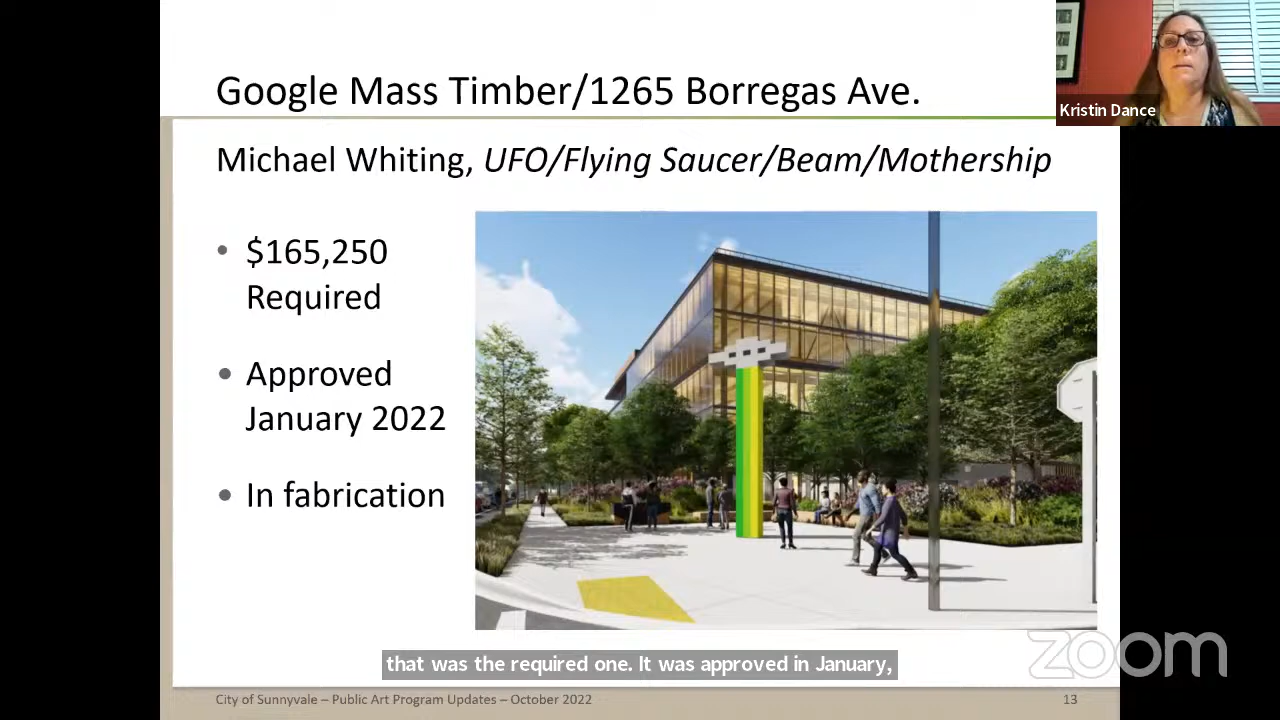 Google Mass Timber/1265 Borregas Ave.
Kristin Dance
Michael Whiting, UFO/Flying Saucer/Beam/Mothership
• $165,250
Required
• Approved
January 2022
• In fabrication
that was the required one. It was approved in January,
zoom
City of Sunnyvale – Public Art Program Updates – October 2022
13